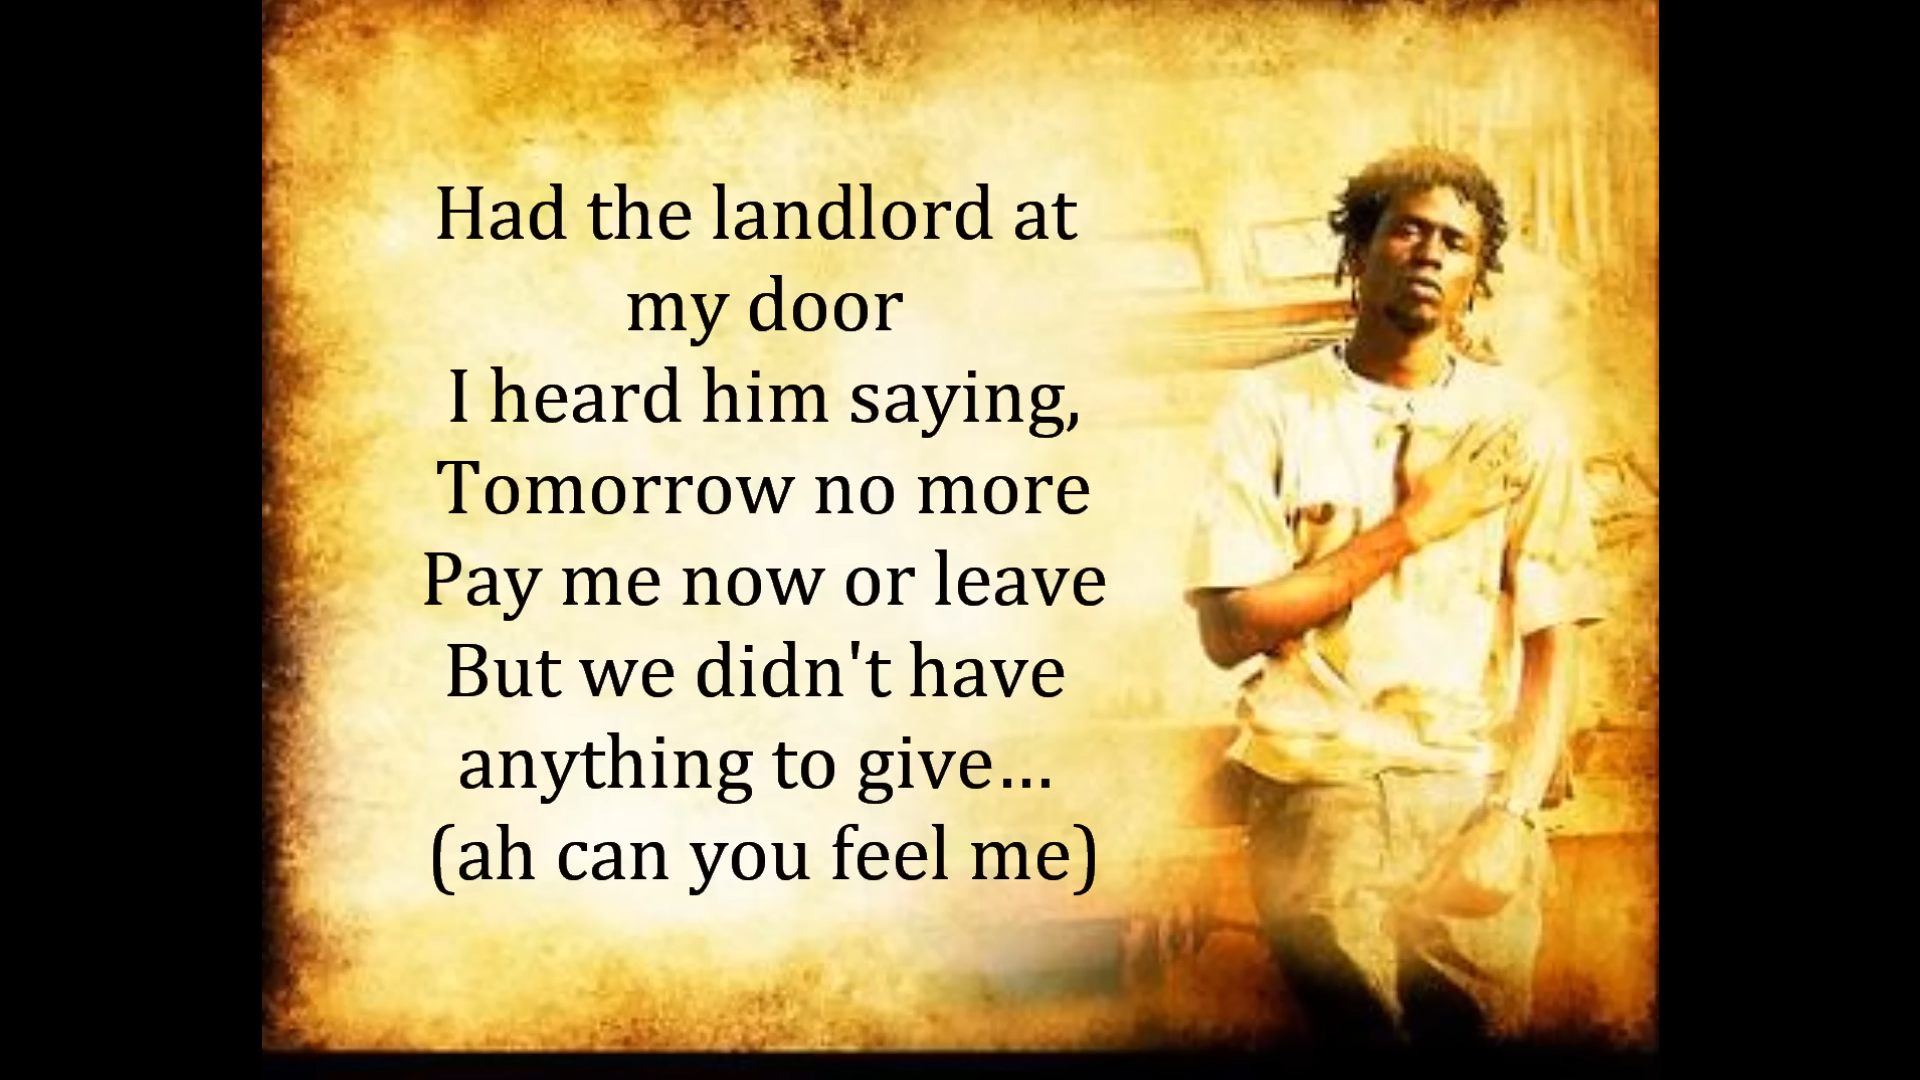 Had the landlord at
my door
I heard him saying,
Tomorrow no more
Pay me now or leave
But we didn't have
anything to give...
(ah can you feel me)